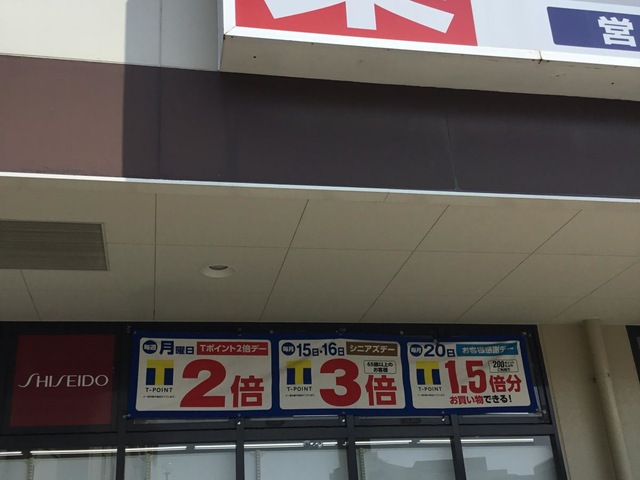 営
SHISEIDO
毎週 月曜日 Tポイント2倍デー
T T-POINT 2倍
毎月 15日・16日 シニアズデー
65歳以上のお客様
T T-POINT 3倍
毎月 20日 お客様感謝デー
T T-POINT 1.5倍分
お買い物できる!